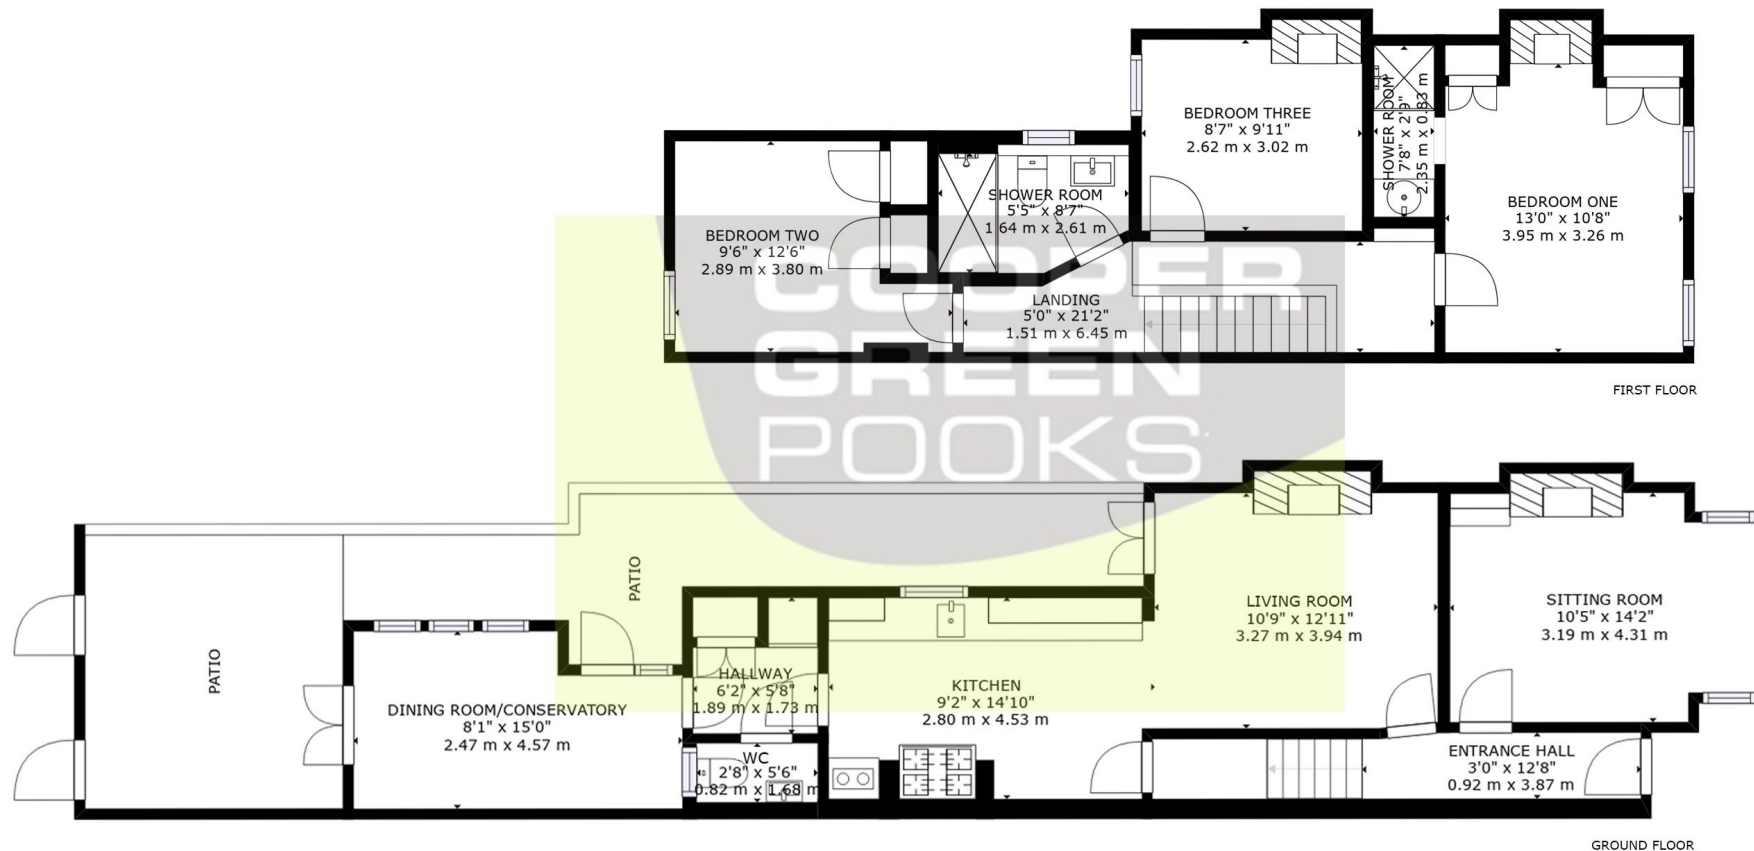 BEDROOM THREE
8'7" x 9'11"
2.62 m x 3.02 m
SHOWER ROOM
7'8" x 2'9"
2.35 m x 0.83 m
BEDROOM ONE
13'0" x 10'8"
3.95 m x 3.26 m
BEDROOM TWO
9'6" x 12'6"
2.89 m x 3.80 m
SHOWER ROOM
5'5" x 8'7"
1.64 m x 2.61 m
LANDING
5'0" x 21'2"
1.51 m x 6.45 m
FIRST FLOOR
COOPER
GREEN
POOKS
PATIO
PATIO
DINING ROOM/CONSERVATORY
8'1" x 15'0"
2.47 m x 4.57 m
HALLWAY
6'2" x 5'8"
1.89 m x 1.73 m
WC
2'8" x 5'6"
0.82 m x 1.68 m
KITCHEN
9'2" x 14'10"
2.80 m x 4.53 m
LIVING ROOM
10'9" x 12'11"
3.27 m x 3.94 m
SITTING ROOM
10'5" x 14'2"
3.19 m x 4.31 m
ENTRANCE HALL
3'0" x 12'8"
0.92 m x 3.87 m
GROUND FLOOR